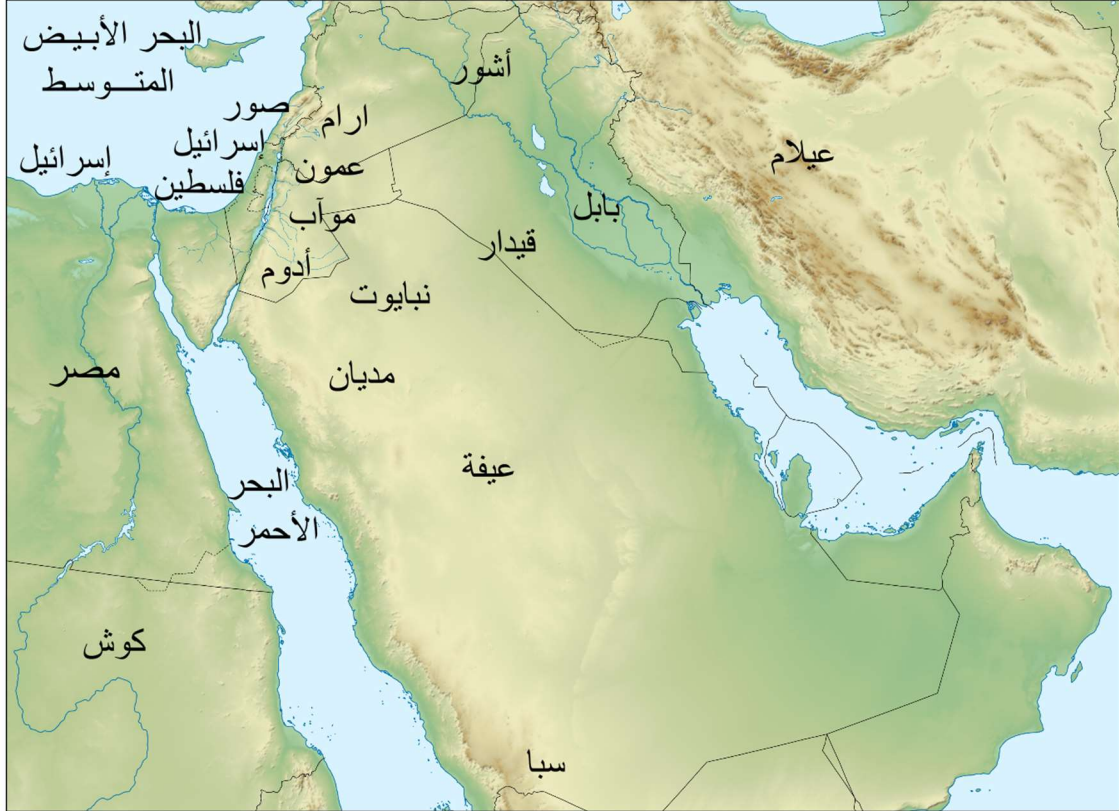 البحر الأبيض
المتوسط
أشور
صور
ارام
إسرائيل
إسرائيل
عمون
فلسطين
عيلام
موآب
بابل
قيدار
أدوم
نبايوت
مصر
مديان
عيفة
البحر
الأحمر
كوش
سبا